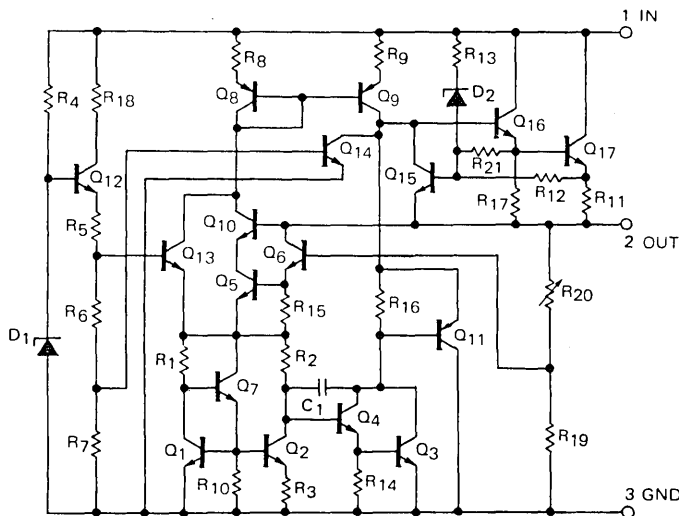 1 IN
R8
R9
R13
R4
R18
Q8
Q9
D2
Q16
Q14
Q17
Q12
R21
Q15
R12
R11
R17
R5
Q10
2 OUT
Q13
Q6
Q5
R20
R6
R15
R16
Q11
D1
R1
R2
Q7
C1
Q4
R7
R19
Q1
Q2
Q3
R10
R3
R14
3 GND